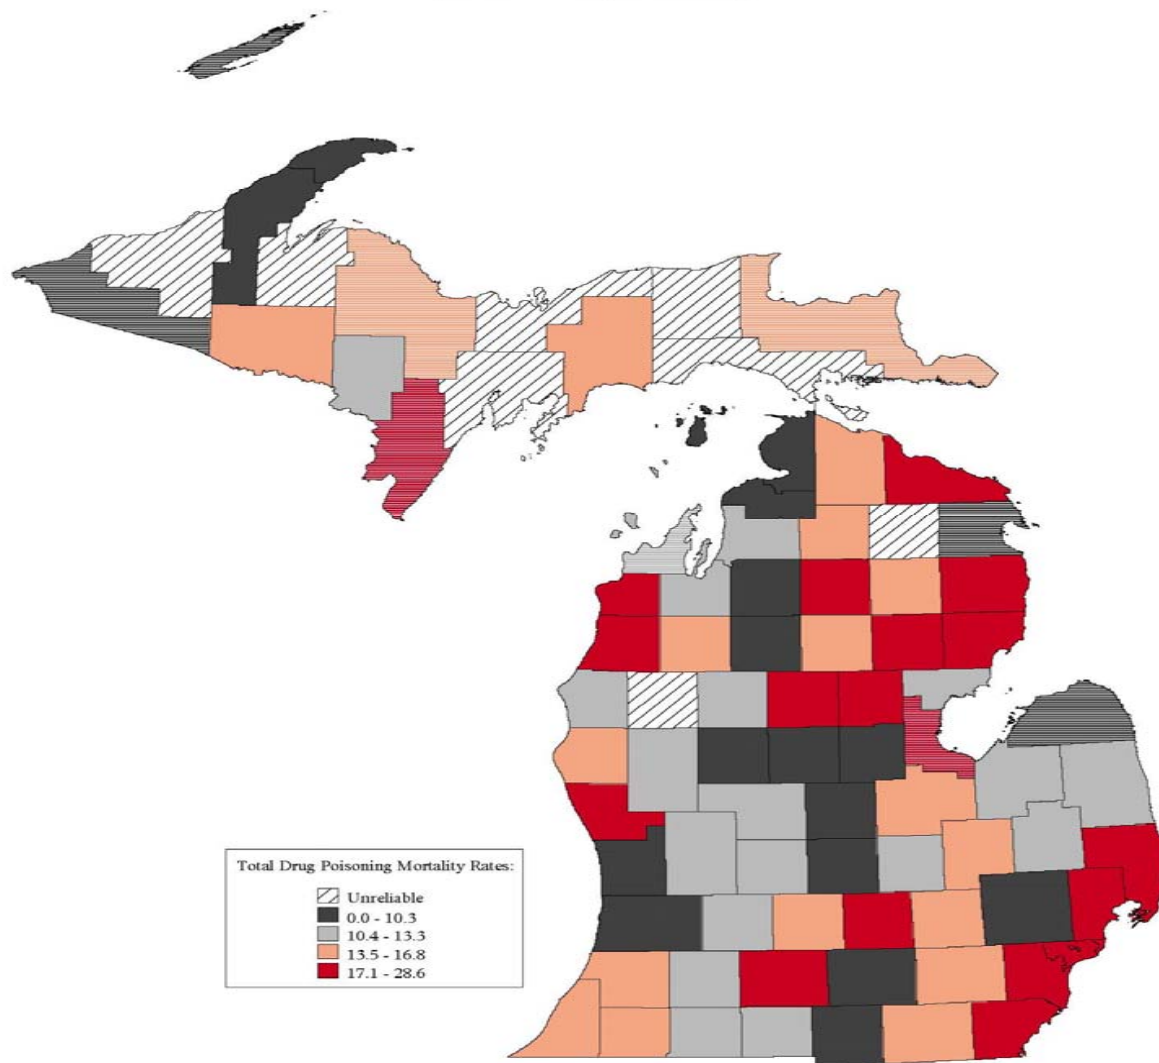 Total Drug Poisoning Mortality Rates:
Unreliable
0.0 - 10.3
10.4 - 13.3
13.5 - 16.8
17.1 - 28.6